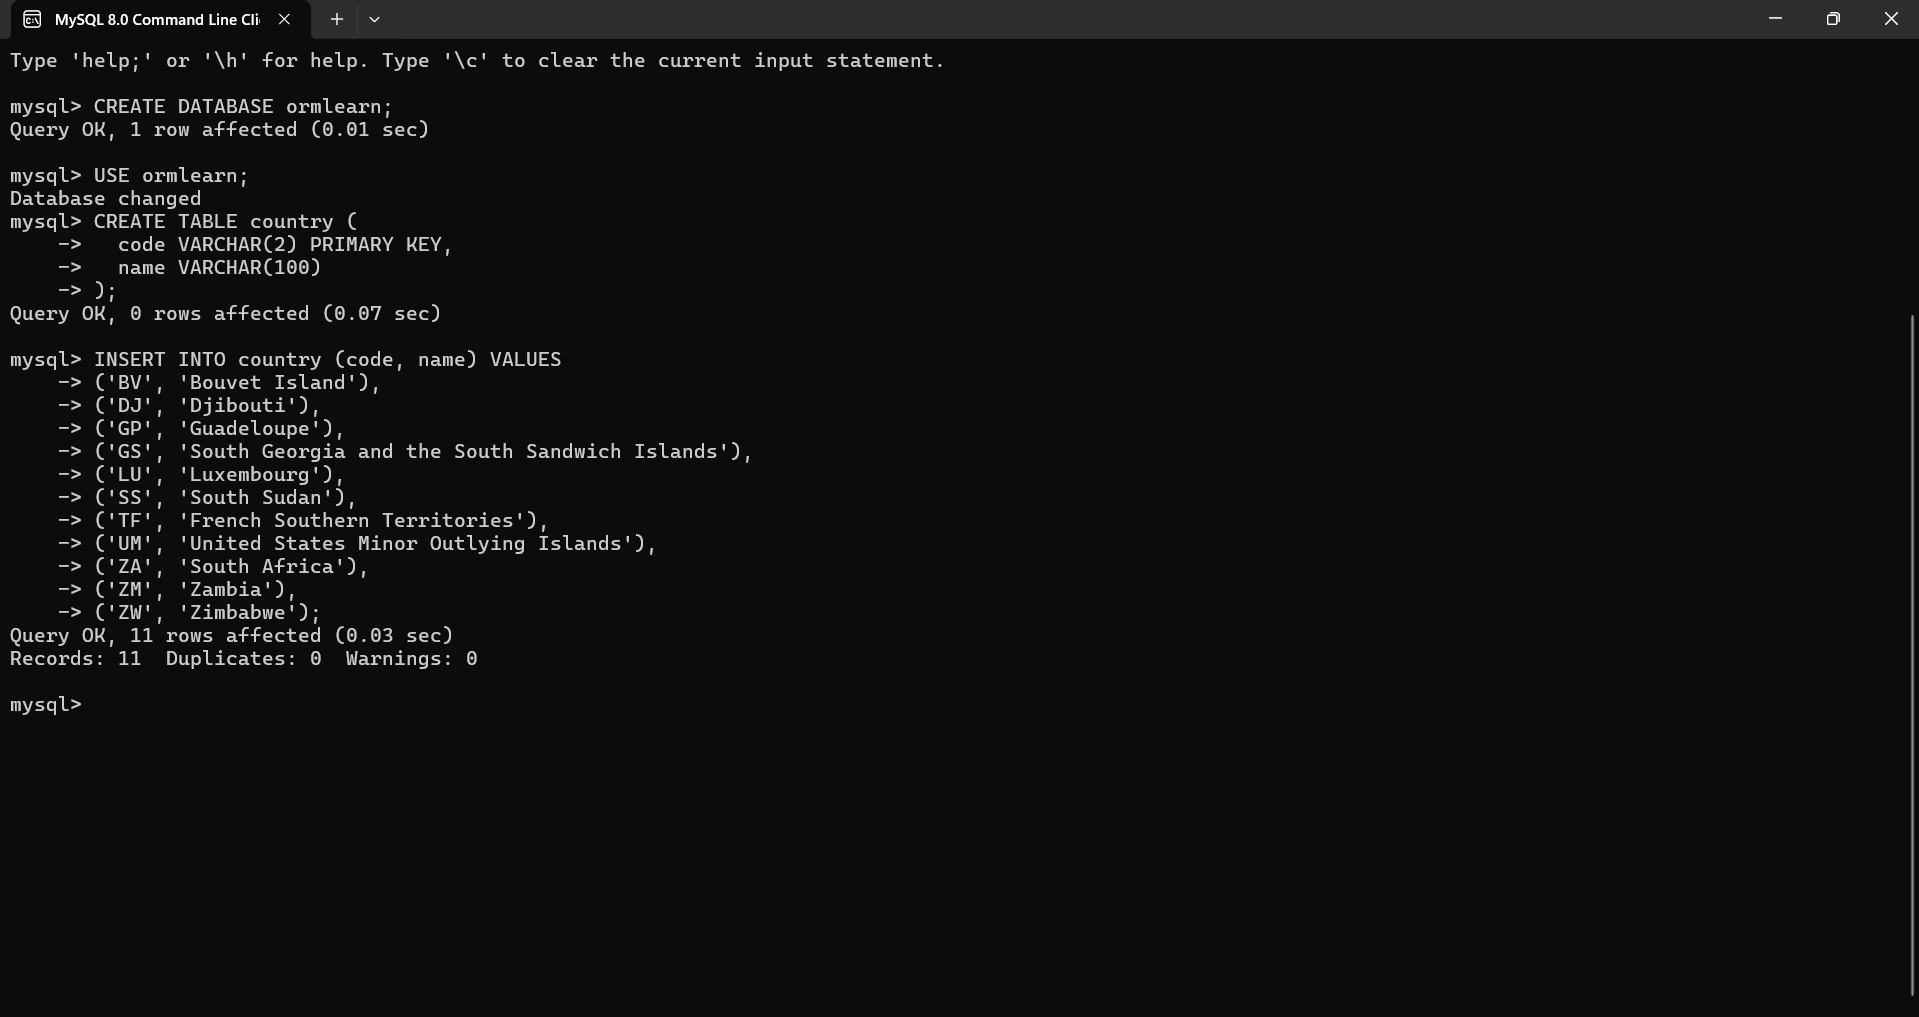 MySQL 8.0 Command Line Cli
Type 'help;' or '\h' for help. Type '\c' to clear the current input statement.
mysql> CREATE DATABASE ormlearn;
Query OK, 1 row affected (0.01 sec)
mysql> USE ormlearn;
Database changed
mysql> CREATE TABLE country (
    ->   code VARCHAR(2) PRIMARY KEY,
    ->   name VARCHAR(100)
    -> );
Query OK, 0 rows affected (0.07 sec)
mysql> INSERT INTO country (code, name) VALUES
    -> ('BV', 'Bouvet Island'),
    -> ('DJ', 'Djibouti'),
    -> ('GP', 'Guadeloupe'),
    -> ('GS', 'South Georgia and the South Sandwich Islands'),
    -> ('LU', 'Luxembourg'),
    -> ('SS', 'South Sudan'),
    -> ('TF', 'French Southern Territories'),
    -> ('UM', 'United States Minor Outlying Islands'),
    -> ('ZA', 'South Africa'),
    -> ('ZM', 'Zambia'),
    -> ('ZW', 'Zimbabwe');
Query OK, 11 rows affected (0.03 sec)
Records: 11  Duplicates: 0  Warnings: 0
mysql>